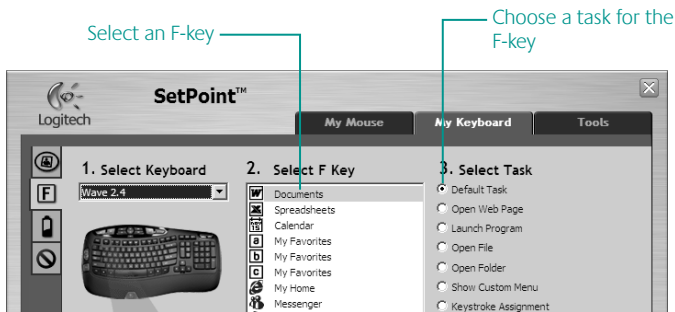 Select an F-key
Choose a task for the
F-key
Logitech
SetPoint™
My Mouse
My Keyboard
Tools
1. Select Keyboard
Wave 2.4
2. Select F Key
W Documents
Spreadsheets
15 Calendar
a My Favorites
b My Favorites
c My Favorites
My Home
Messenger
3. Select Task
Default Task
Open Web Page
Launch Program
Open File
Open Folder
Show Custom Menu
Keystroke Assignment
F